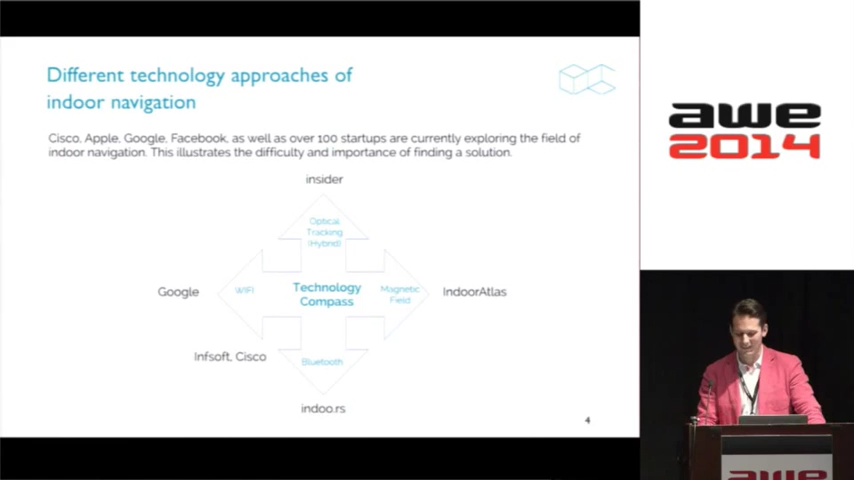 Different technology approaches of
indoor navigation
Cisco, Apple, Google, Facebook, as well as over 100 startups are currently exploring the field of
indoor navigation. This illustrates the difficulty and importance of finding a solution.
insider
Optical
Tracking
(Hybrid)
Google
WIFI
Technology
Compass
Magnetic
Field
IndoorAtlas
Infsoft, Cisco
Bluetooth
indoo.rs
4
awe
2014
awe